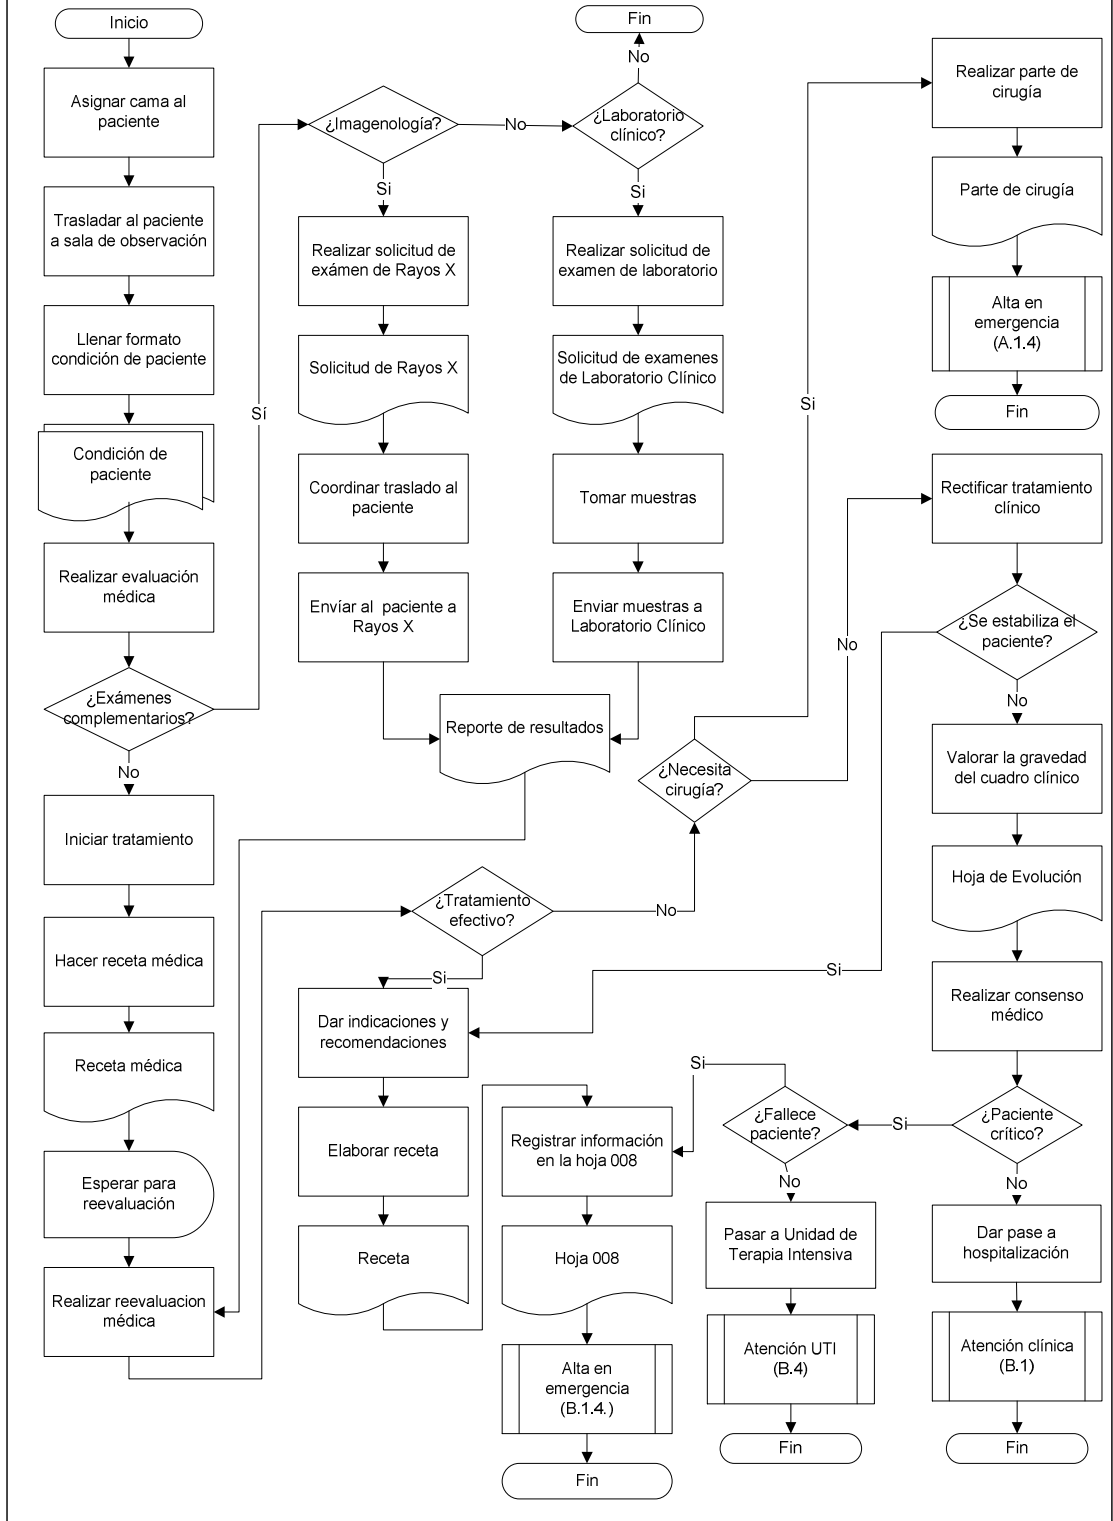 Inicio
Asignar cama al
paciente
Trasladar al paciente
a sala de observación
Llenar formato
condición de paciente
Condición de
paciente
Realizar evaluación
médica
¿Exámenes
complementarios?
Sí
No
Iniciar tratamiento
Hacer receta médica
Receta médica
Esperar para
reevaluación
Realizar reevaluacion
médica
¿Imagenología?
No
Si
Realizar solicitud de
exámen de Rayos X
Solicitud de Rayos X
Coordinar traslado al
paciente
Envíar al paciente a
Rayos X
Fin
No
¿Laboratorio
clínico?
Si
Realizar solicitud de
examen de laboratorio
Solicitud de examenes
de Laboratorio Clínico
Tomar muestras
Enviar muestras a
Laboratorio Clínico
Reporte de resultados
¿Tratamiento
efectivo?
No
Si
Dar indicaciones y
recomendaciones
Elaborar receta
Receta
Registrar información
en la hoja 008
Hoja 008
Alta en
emergencia
(B.1.4.)
Fin
¿Necesita
cirugía?
Si
No
Realizar parte de
cirugía
Parte de cirugía
Alta en
emergencia
(A.1.4)
Fin
Rectificar tratamiento
clínico
¿Se estabiliza el
paciente?
Si
No
Valorar la gravedad
del cuadro clínico
Hoja de Evolución
Realizar consenso
médico
¿Paciente
crítico?
Si
No
¿Fallece
paciente?
Si
No
Pasar a Unidad de
Terapia Intensiva
Atención UTI
(B.4)
Fin
Dar pase a
hospitalización
Atención clínica
(B.1)
Fin